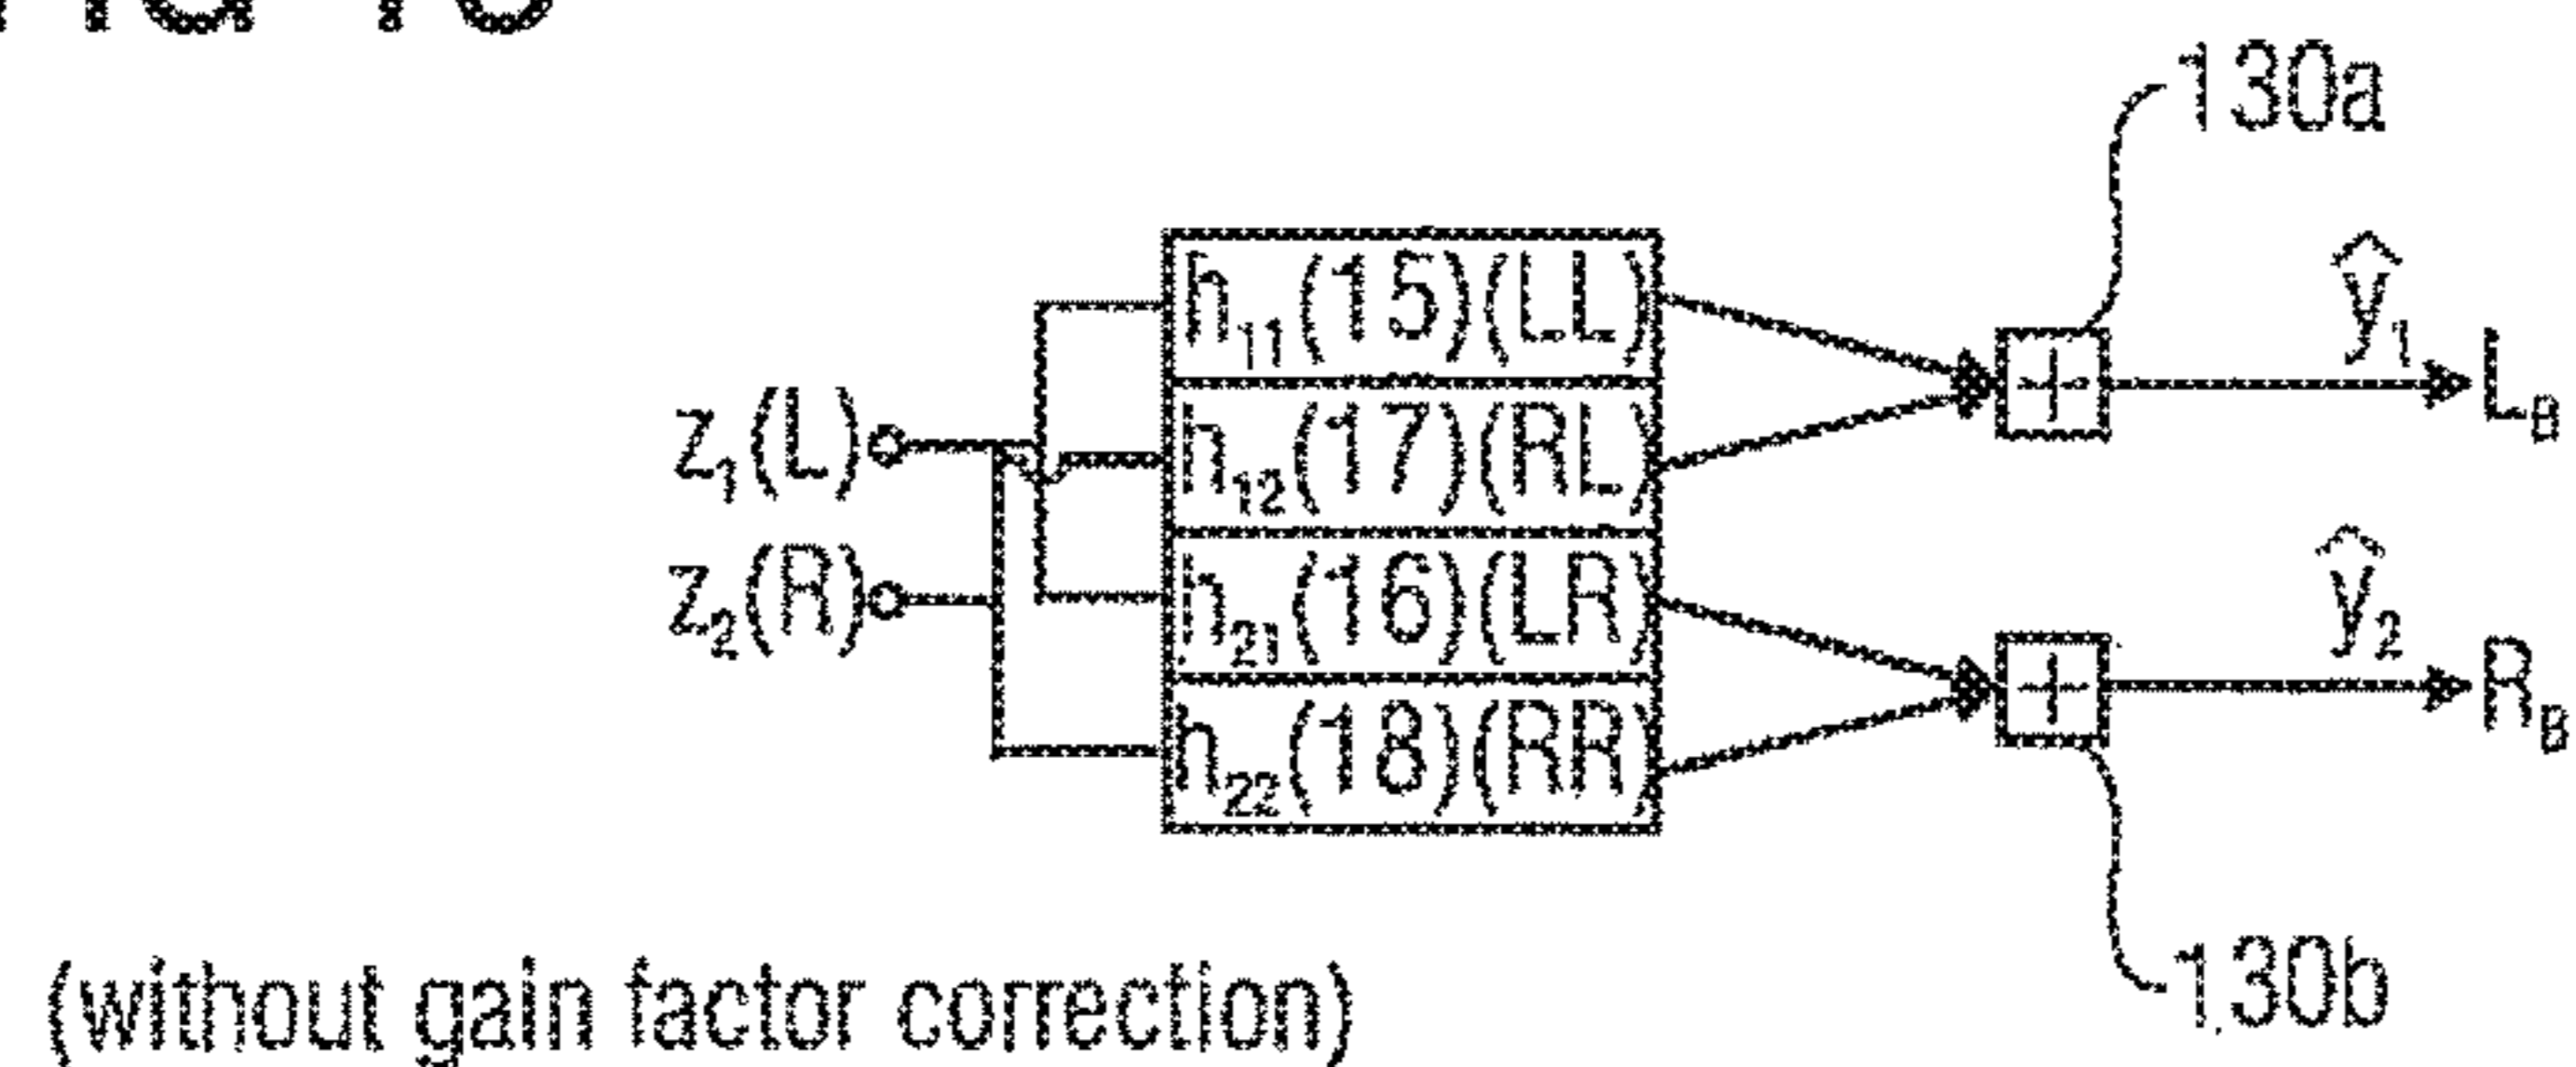 130a
h₁₁(15)(LL)
ŷ₁
L_B
z₁(L)
h₁₂(17)(RL)
z₂(R)
h₂₁(16)(LR)
ŷ₂
R_B
h₂₂(18)(RR)
130b
(without gain factor correction)